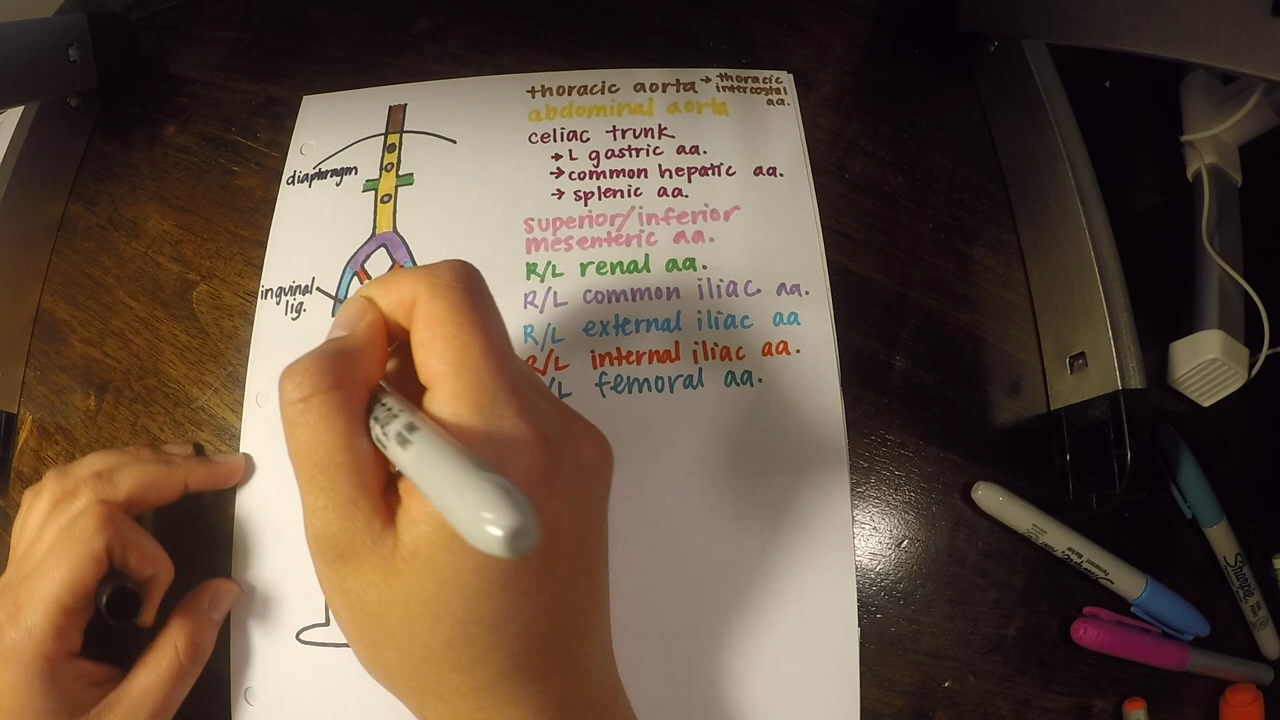 thoracic aorta → thoracic
intercostal
aa.
abdominal aorta
celiac trunk
→ L gastric aa.
→ common hepatic aa.
→ splenic aa.
superior/inferior
mesenteric aa.
R/L renal aa.
R/L common iliac aa.
R/L external iliac aa
R/L internal iliac aa.
/L femoral aa.
diaphragm
inguinal
lig.
Sharpie